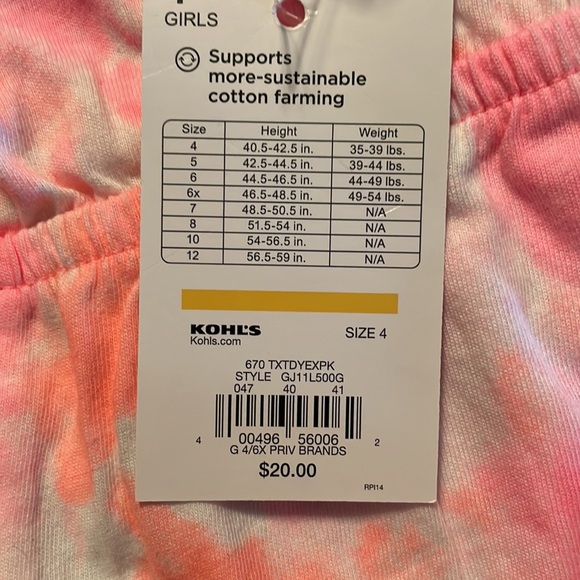 GIRLS
Supports
more-sustainable
cotton farming
Size Height Weight
4 40.5-42.5 in. 35-39 lbs.
5 42.5-44.5 in. 39-44 lbs.
6 44.5-46.5 in. 44-49 lbs.
6x 46.5-48.5 in. 49-54 lbs.
7 48.5-50.5 in. N/A
8 51.5-54 in. N/A
10 54-56.5 in. N/A
12 56.5-59 in. N/A
KOHL'S SIZE 4
Kohls.com
670 TXTDYEXPK
STYLE GJ11L500G
047 40 41
4 00496 56006 2
G 4/6X PRIV BRANDS
$20.00
RPI14